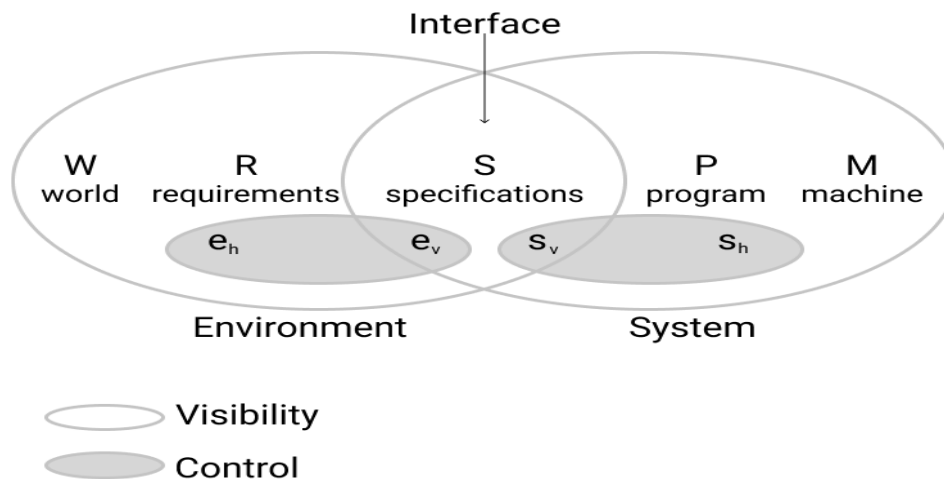 Interface
W R S P M
world requirements specifications program machine
eₕ eᵥ sᵥ sₕ
Environment System
Visibility
Control